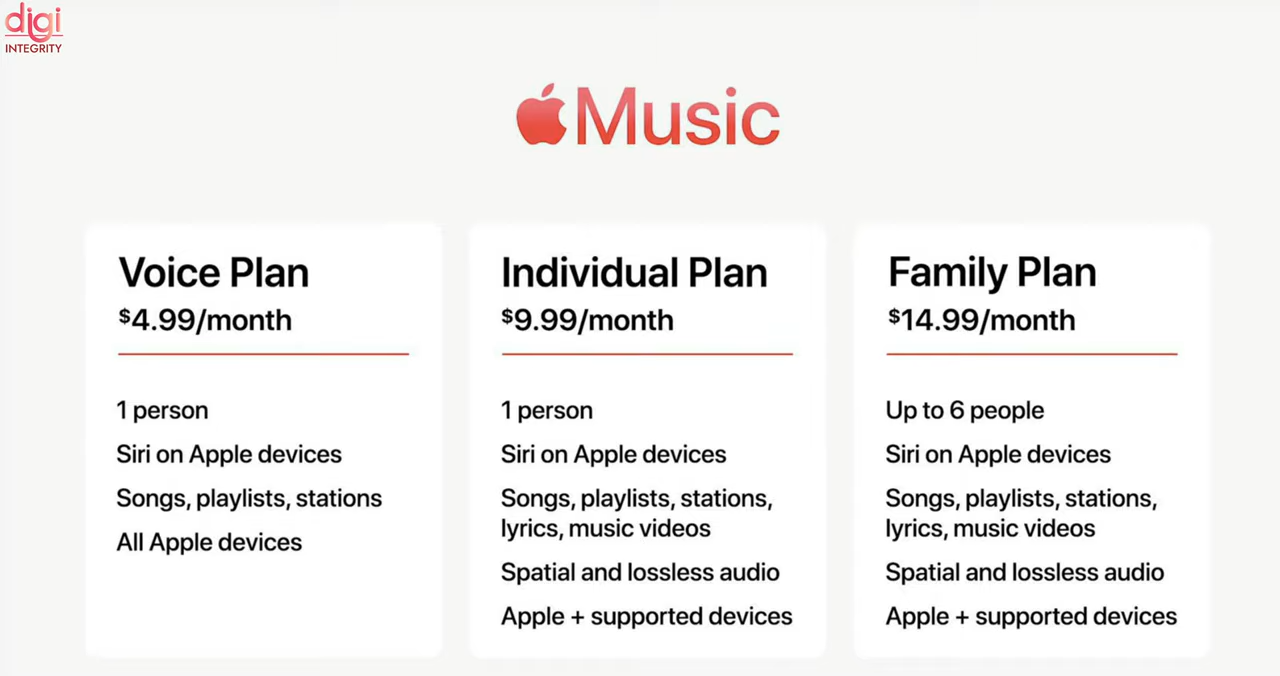 digi
INTEGRITY
Music
Voice Plan
$4.99/month
1 person
Siri on Apple devices
Songs, playlists, stations
All Apple devices
Individual Plan
$9.99/month
1 person
Siri on Apple devices
Songs, playlists, stations,
lyrics, music videos
Spatial and lossless audio
Apple + supported devices
Family Plan
$14.99/month
Up to 6 people
Siri on Apple devices
Songs, playlists, stations,
lyrics, music videos
Spatial and lossless audio
Apple + supported devices